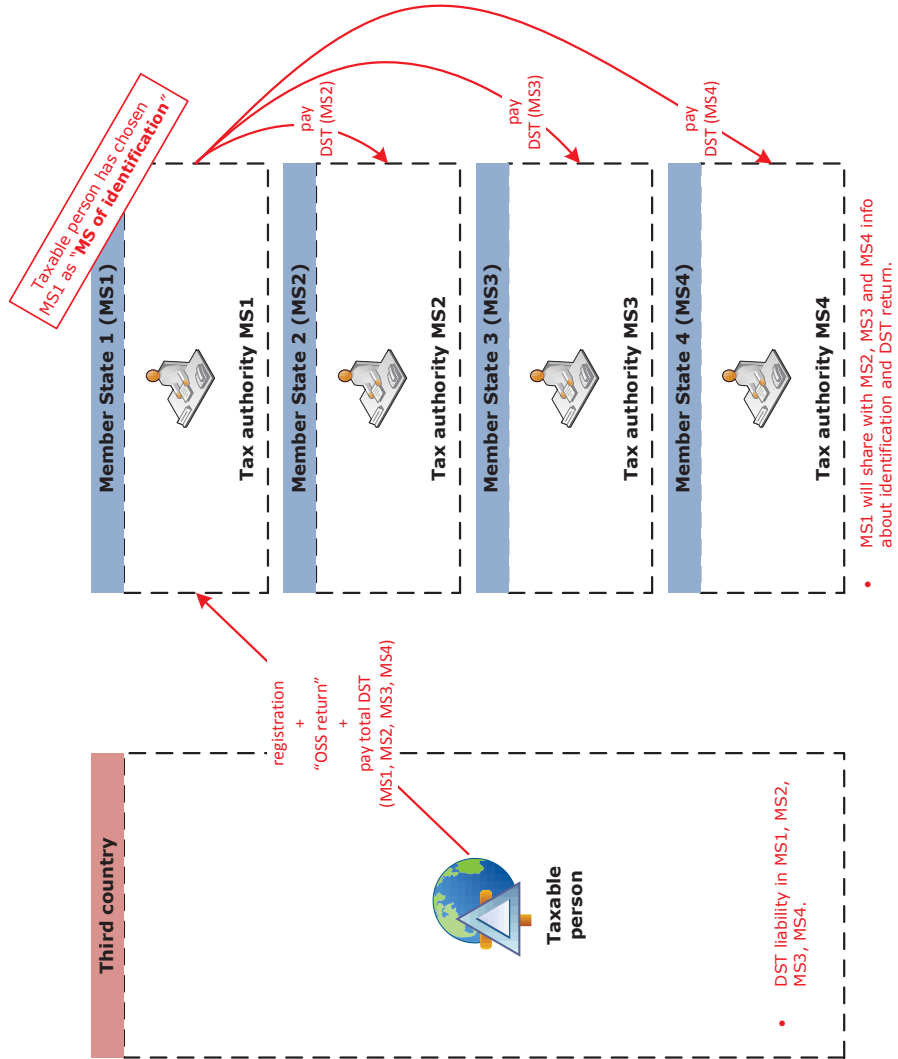 Third country
Taxable
person
• DST liability in MS1, MS2,
MS3, MS4.
registration
+
“OSS return”
+
pay total DST
(MS1, MS2, MS3, MS4)
Taxable person has chosen
MS1 as “MS of identification”
Member State 1 (MS1)
Tax authority MS1
Member State 2 (MS2)
Tax authority MS2
Member State 3 (MS3)
Tax authority MS3
Member State 4 (MS4)
Tax authority MS4
pay
DST (MS2)
pay
DST (MS3)
pay
DST (MS4)
• MS1 will share with MS2, MS3 and MS4 info
about identification and DST return.